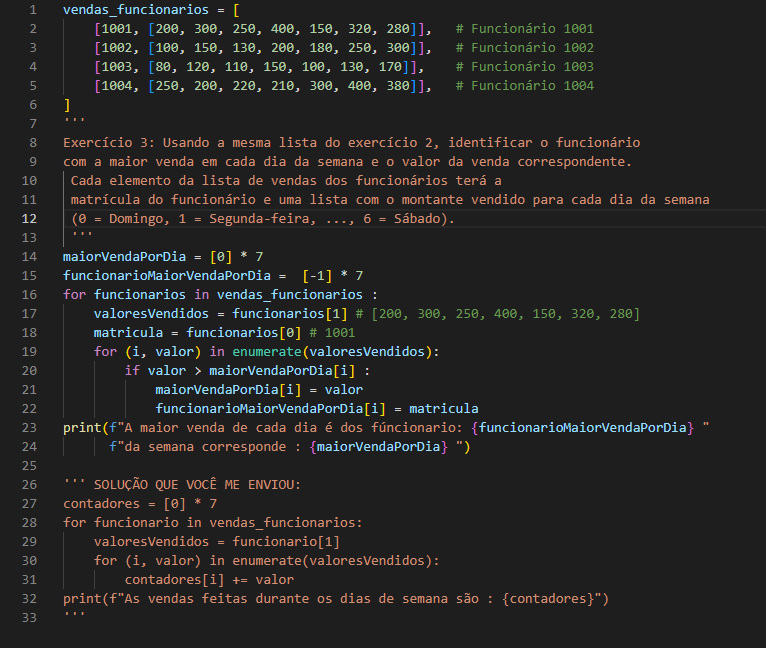 1 vendas_funcionarios = [
2 [1001, [200, 300, 250, 400, 150, 320, 280]], # Funcionário 1001
3 [1002, [100, 150, 130, 200, 180, 250, 300]], # Funcionário 1002
4 [1003, [80, 120, 110, 150, 100, 130, 170]], # Funcionário 1003
5 [1004, [250, 200, 220, 210, 300, 400, 380]], # Funcionário 1004
6 ]
7 '''
8 Exercício 3: Usando a mesma lista do exercício 2, identificar o funcionário
9 com a maior venda em cada dia da semana e o valor da venda correspondente.
10 Cada elemento da lista de vendas dos funcionários terá a
11 matrícula do funcionário e uma lista com o montante vendido para cada dia da semana
12 (0 = Domingo, 1 = Segunda-feira, ..., 6 = Sábado).
13 '''
14 maiorVendaPorDia = [0] * 7
15 funcionarioMaiorVendaPorDia =  [-1] * 7
16 for funcionarios in vendas_funcionarios :
17 valoresVendidos = funcionarios[1] # [200, 300, 250, 400, 150, 320, 280]
18 matricula = funcionarios[0] # 1001
19 for (i, valor) in enumerate(valoresVendidos):
20 if valor > maiorVendaPorDia[i] :
21 maiorVendaPorDia[i] = valor
22 funcionarioMaiorVendaPorDia[i] = matricula
23 print(f"A maior venda de cada dia é dos fúncionario: {funcionarioMaiorVendaPorDia} "
24 f"da semana corresponde : {maiorVendaPorDia} ")
25
26 ''' SOLUÇÃO QUE VOCÊ ME ENVIOU:
27 contadores = [0] * 7
28 for funcionario in vendas_funcionarios:
29 valoresVendidos = funcionario[1]
30 for (i, valor) in enumerate(valoresVendidos):
31 contadores[i] += valor
32 print(f"As vendas feitas durante os dias de semana são : {contadores}")
33 '''